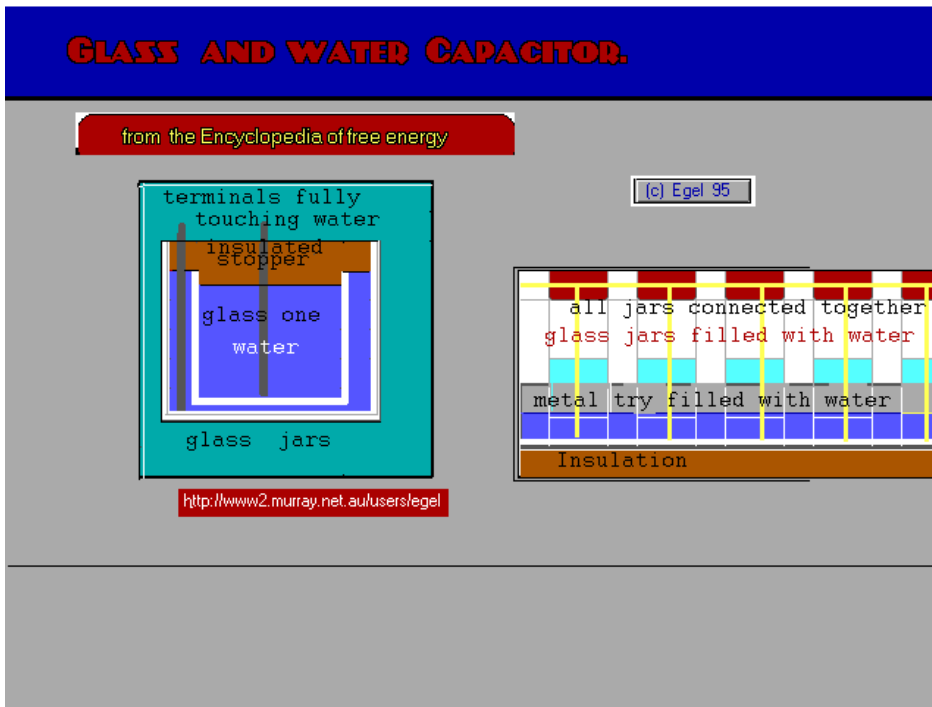 GLASS AND WATER CAPACITOR.
from the Encyclopedia of free energy
(c) Egel 95
terminals fully
touching water
insulated
stopper
glass one
water
glass jars
http://www2.murray.net.au/users/egel
all jars connected together
glass jars filled with water
metal try filled with water
Insulation